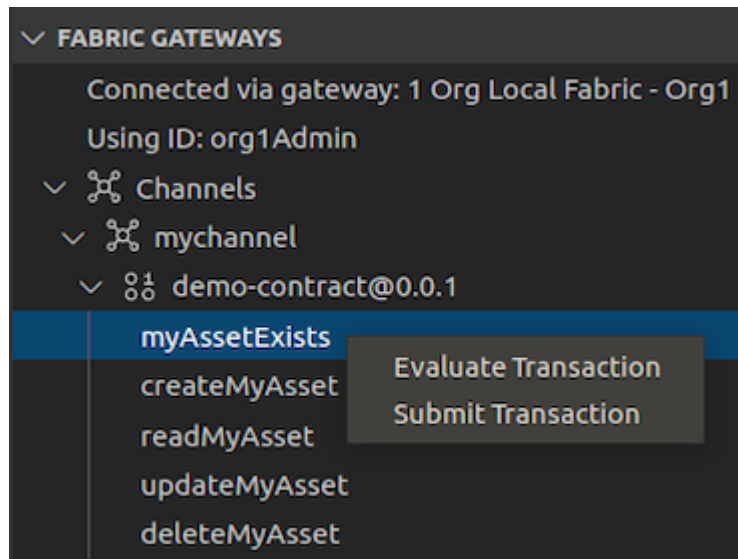 FABRIC GATEWAYS
Connected via gateway: 1 Org Local Fabric - Org1
Using ID: org1Admin
Channels
mychannel
demo-contract@0.0.1
myAssetExists
Evaluate Transaction
createMyAsset
Submit Transaction
readMyAsset
updateMyAsset
deleteMyAsset